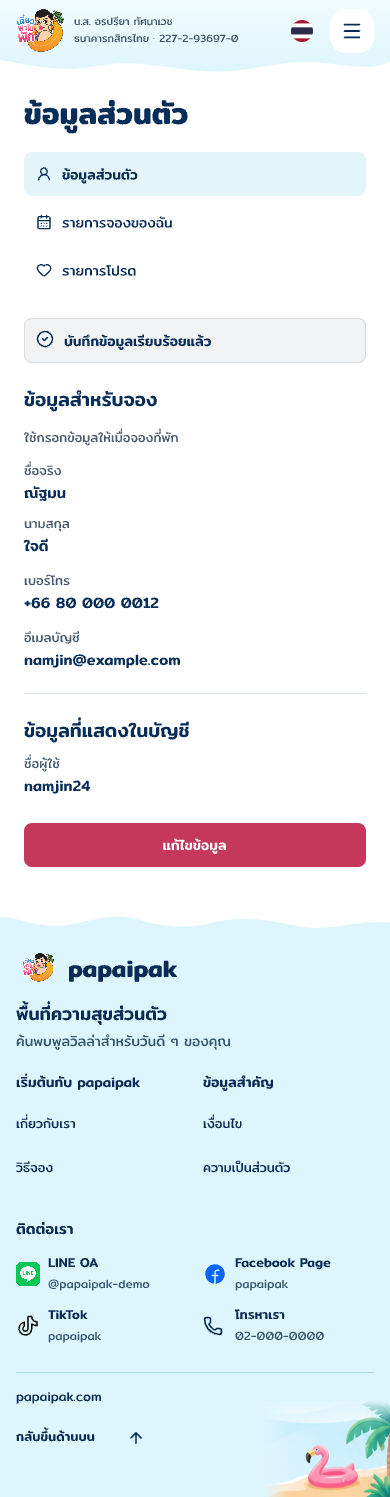 น.ส. อรปรียา ทัศนาเวช
ธนาคารกสิกรไทย · 227-2-93697-0
ข้อมูลส่วนตัว
ข้อมูลส่วนตัว
รายการจองของฉัน
รายการโปรด
บันทึกข้อมูลเรียบร้อยแล้ว
ข้อมูลสำหรับจอง
ใช้กรอกข้อมูลให้เมื่อจองที่พัก
ชื่อจริง
ณัฐมน
นามสกุล
ใจดี
เบอร์โทร
+66 80 000 0012
อีเมลบัญชี
namjin@example.com
ข้อมูลที่แสดงในบัญชี
ชื่อผู้ใช้
namjin24
แก้ไขข้อมูล
papaipak
พื้นที่ความสุขส่วนตัว
ค้นพบพูลวิลล่าสำหรับวันดี ๆ ของคุณ
เริ่มต้นกับ papaipak
ข้อมูลสำคัญ
เกี่ยวกับเรา
เงื่อนไข
วิธีจอง
ความเป็นส่วนตัว
ติดต่อเรา
LINE OA
@papaipak-demo
Facebook Page
papaipak
TikTok
papaipak
โทรหาเรา
02-000-0000
papaipak.com
กลับขึ้นด้านบน